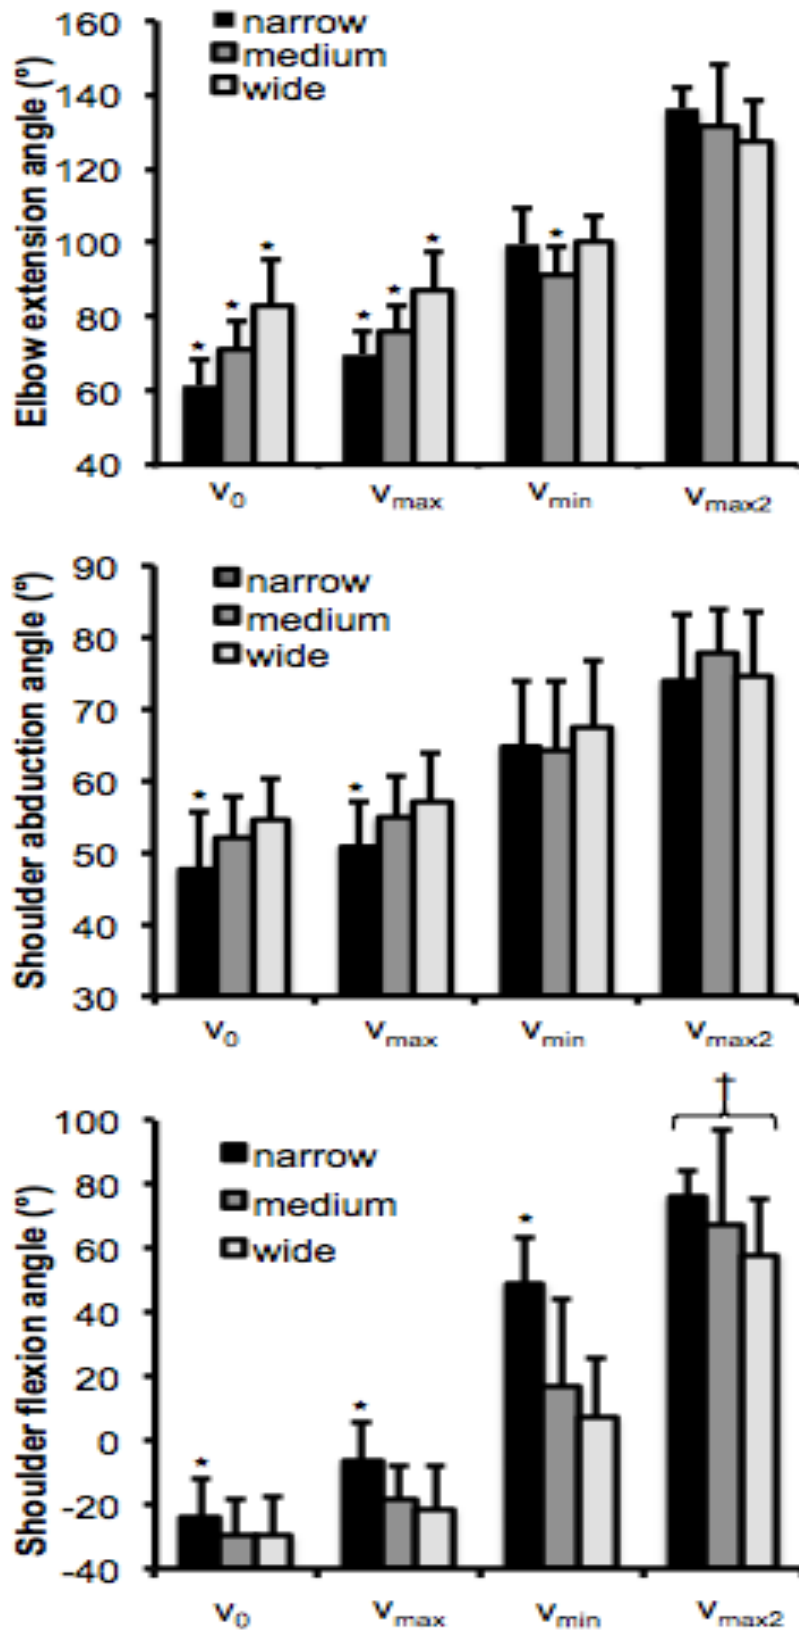 Elbow extension angle (º)
160
140
120
100
80
60
40
narrow
medium
wide
* * *
* * *
*
v0 vmax vmin vmax2
Shoulder abduction angle (º)
90
80
70
60
50
40
30
narrow
medium
wide
* *
v0 vmax vmin vmax2
Shoulder flexion angle (º)
100
80
60
40
20
0
-20
-40
narrow
medium
wide
†
* * *
v0 vmax vmin vmax2